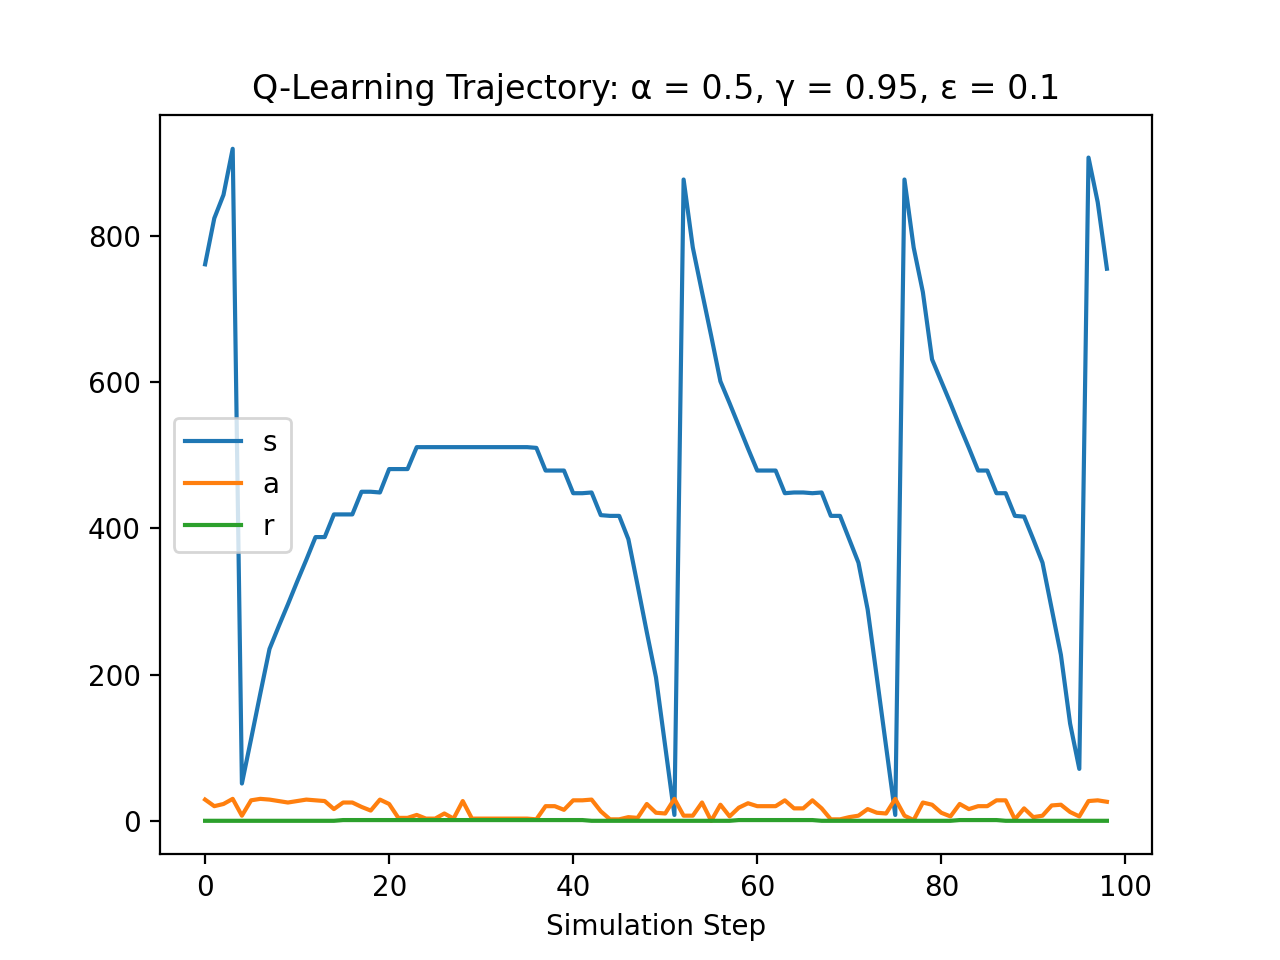 Q-Learning Trajectory: α = 0.5, γ = 0.95, ε = 0.1
800
600
400
200
0
s
a
r
0 20 40 60 80 100
Simulation Step